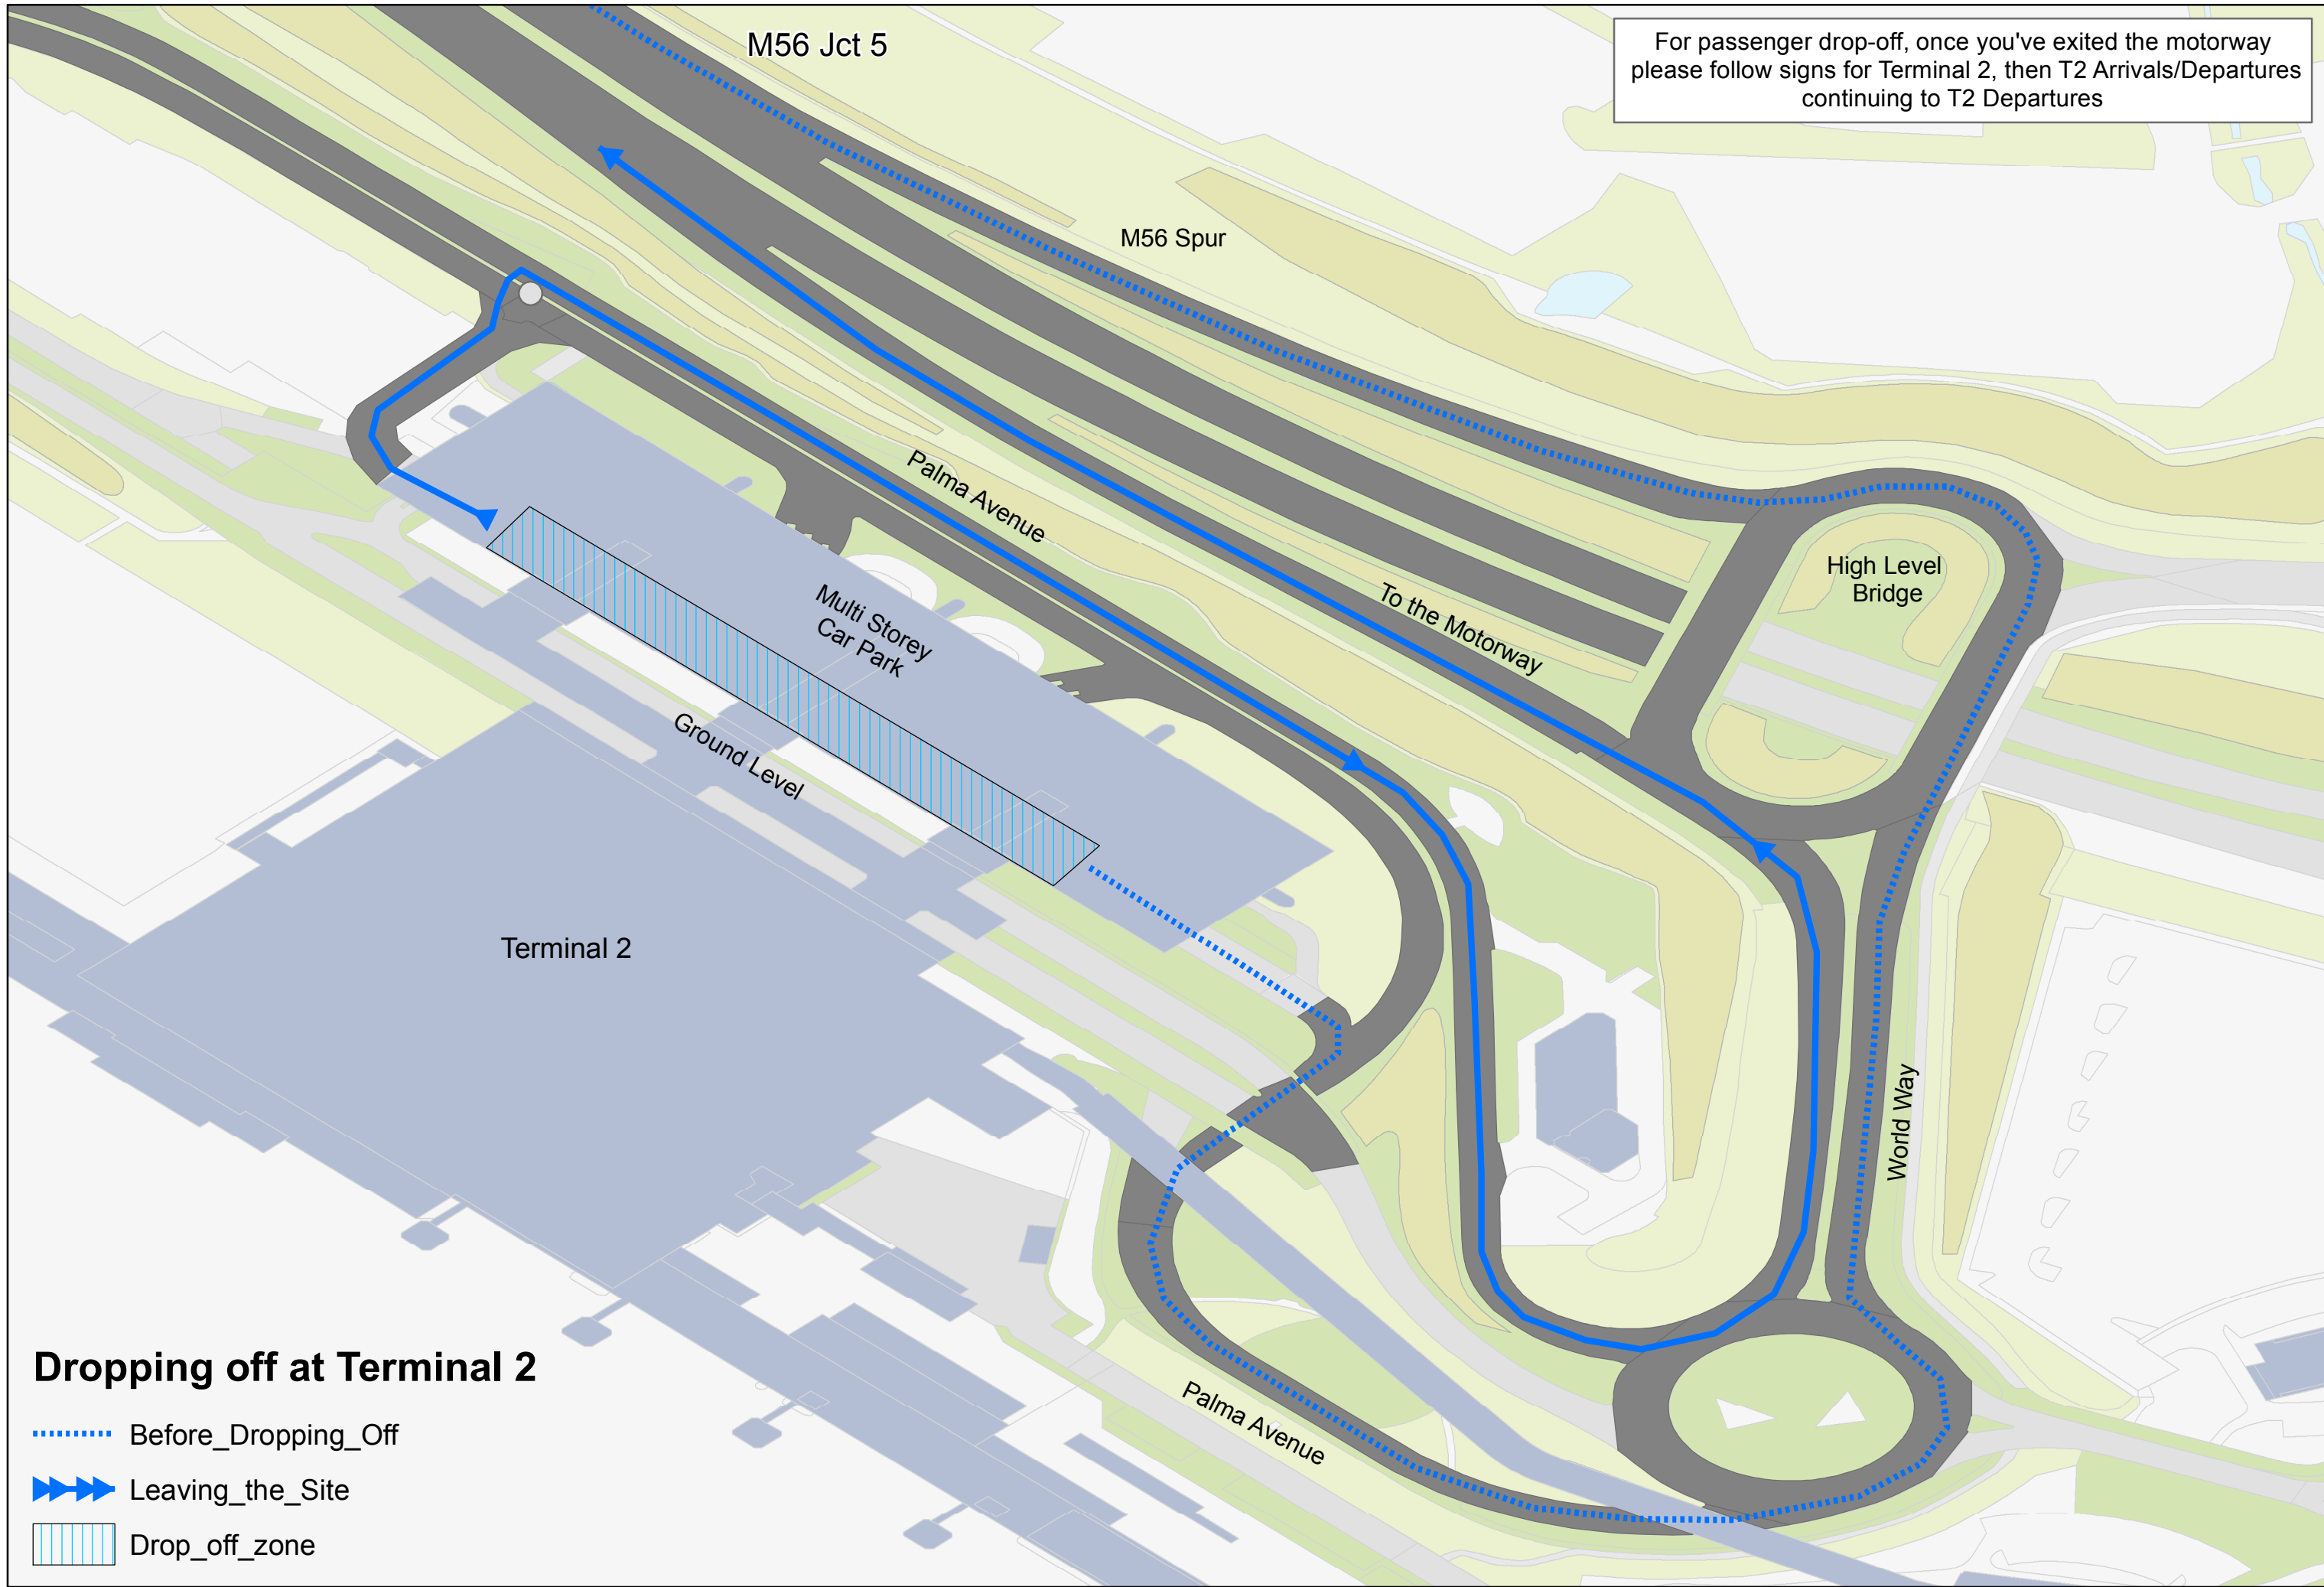 M56 Jct 5
For passenger drop-off, once you've exited the motorway
please follow signs for Terminal 2, then T2 Arrivals/Departures
continuing to T2 Departures
M56 Spur
Palma Avenue
High Level
Bridge
To the Motorway
Multi Storey
Car Park
Ground Level
Terminal 2
World Way
Palma Avenue
Dropping off at Terminal 2
Before_Dropping_Off
Leaving_the_Site
Drop_off_zone